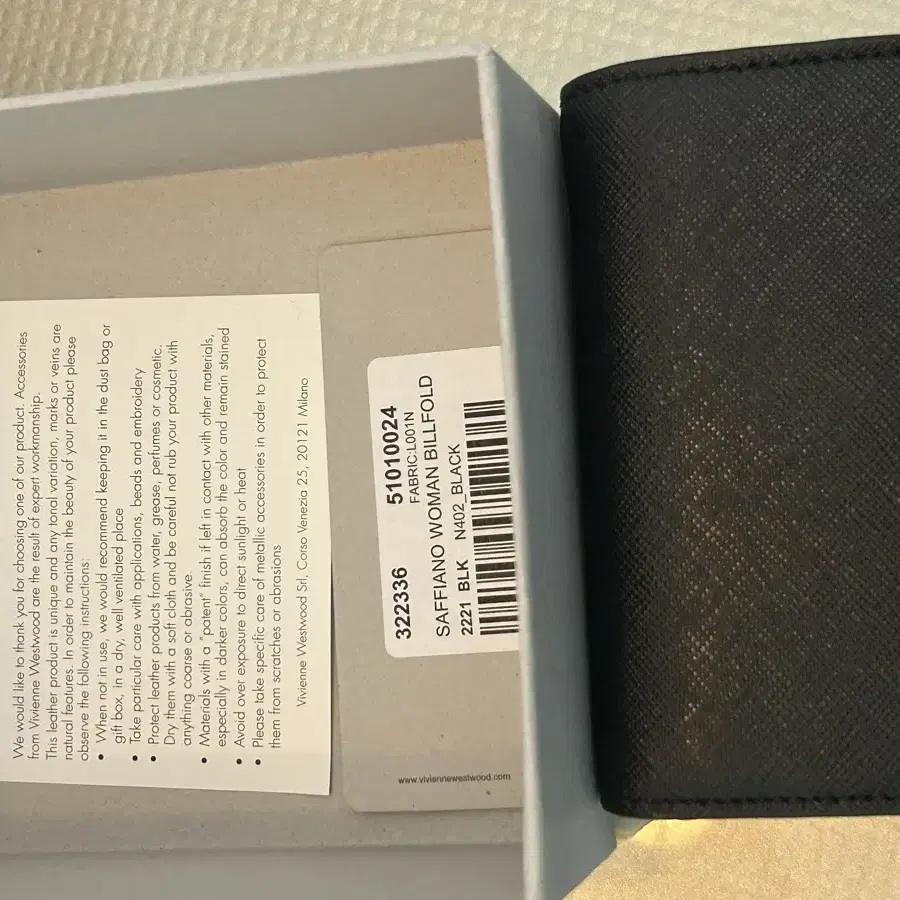 We would like to thank you for choosing one of our product. Accessories
from Vivienne Westwood are the result of expert workmanship.
This leather product is unique and any tonal variation, marks or veins are
natural features. In order to maintain the beauty of your product please
observe the following instructions:
• When not in use, we would recommend keeping it in the dust bag or
gift box, in a dry, well ventilated place
• Take particular care with applications, beads and embroidery
• Protect leather products from water, grease, perfumes or cosmetic.
Dry them with a soft cloth and be careful not rub your product with
anything coarse or abrasive.
• Materials with a "patent" finish if left in contact with other materials,
especially in darker colors, can absorb the color and remain stained
• Avoid over exposure to direct sunlight or heat
• Please take specific care of metallic accessories in order to protect
them from scratches or abrasions
Vivienne Westwood Srl, Corso Venezia 25, 20121 Milano
322336 51010024
FABRIC:L001N
SAFFIANO WOMAN BILLFOLD
2221 BLK N402_BLACK
www.viviennewestwood.com